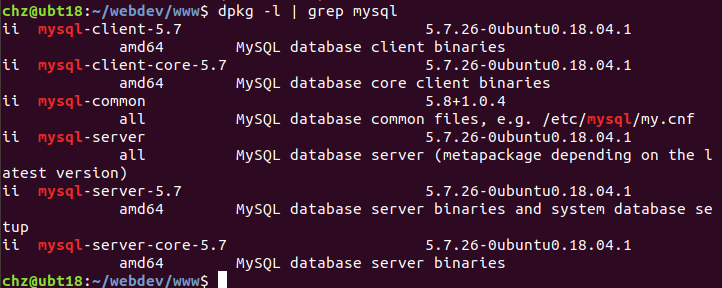 chz@ubt18:~/webdev/www$ dpkg -l | grep mysql
ii  mysql-client-5.7                    5.7.26-0ubuntu0.18.04.1
              amd64        MySQL database client binaries
ii  mysql-client-core-5.7               5.7.26-0ubuntu0.18.04.1
              amd64        MySQL database core client binaries
ii  mysql-common                        5.8+1.0.4
              all          MySQL database common files, e.g. /etc/mysql/my.cnf
ii  mysql-server                        5.7.26-0ubuntu0.18.04.1
              all          MySQL database server (metapackage depending on the l
atest version)
ii  mysql-server-5.7                    5.7.26-0ubuntu0.18.04.1
              amd64        MySQL database server binaries and system database se
tup
ii  mysql-server-core-5.7               5.7.26-0ubuntu0.18.04.1
              amd64        MySQL database server binaries
chz@ubt18:~/webdev/www$